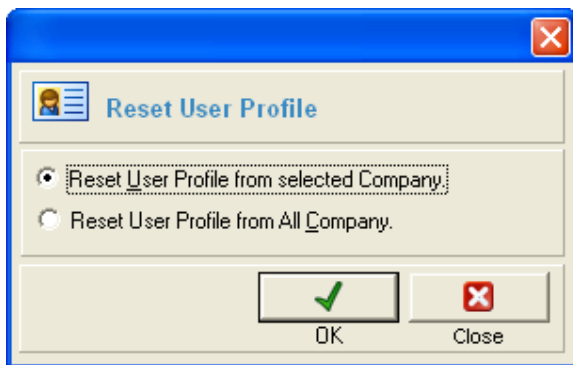 Reset User Profile
Reset User Profile from selected Company.
Reset User Profile from All Company.
OK
Close